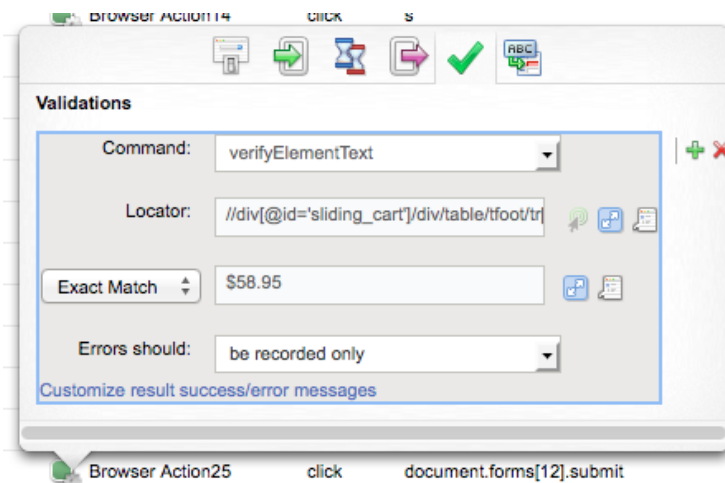 Browser Action14 click s
ABC
Validations
Command: verifyElementText
Locator: //div[@id='sliding_cart']/div/table/tfoot/tr
Exact Match $58.95
Errors should: be recorded only
Customize result success/error messages
Browser Action25 click document.forms[12].submit